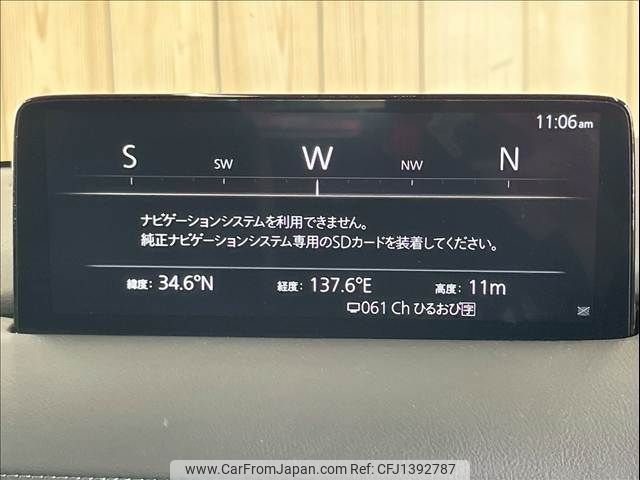 11:06am
S SW W NW N
ナビゲーションシステムを利用できません。
純正ナビゲーションシステム専用のSDカードを装着してください。
緯度: 34.6°N 経度: 137.6°E 高度: 11m
061 Ch ひるおび字
www.CarFromJapan.com CFJ1392787